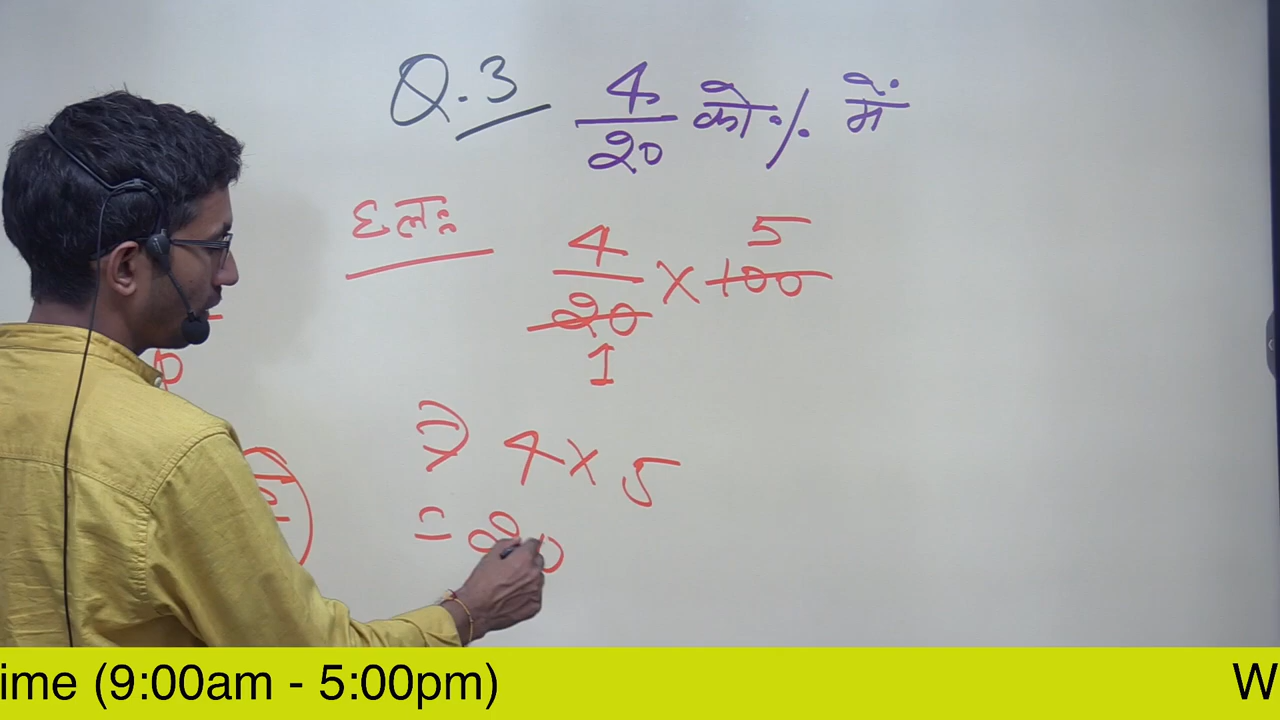 Q.3 4/20 को % में
हलः 4/20 × 100
5
1
⇒ 4 × 5
= 20
ime (9:00am - 5:00pm) W